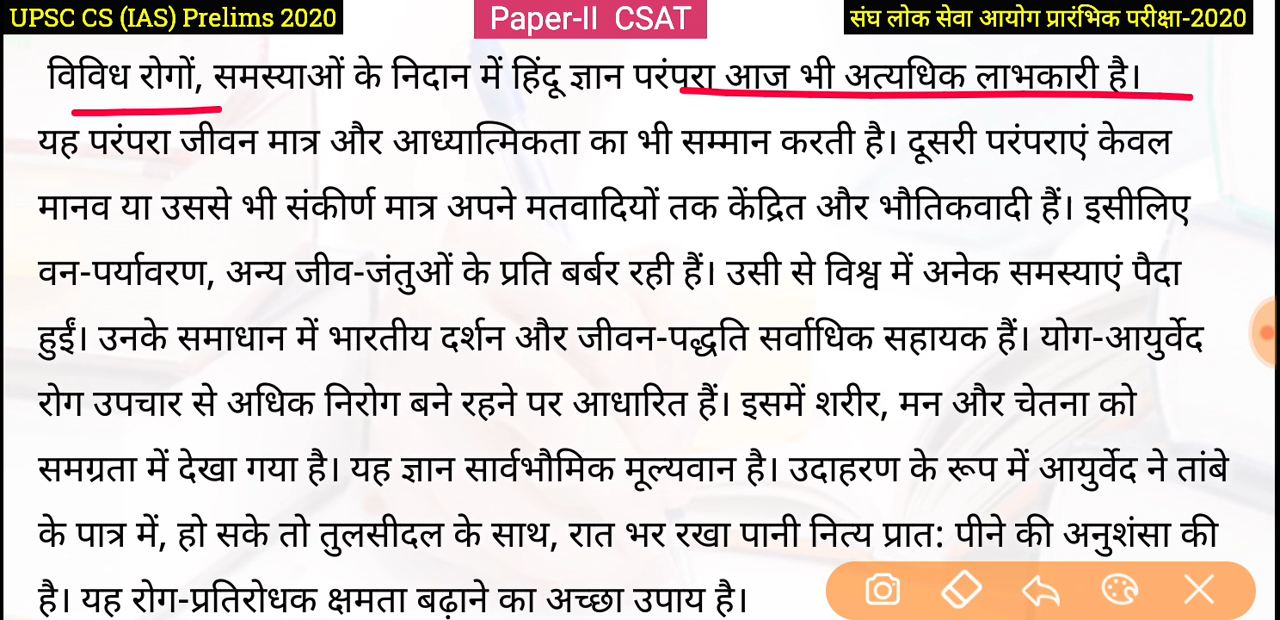 UPSC CS (IAS) Prelims 2020
Paper-II CSAT
संघ लोक सेवा आयोग प्रारंभिक परीक्षा-2020
विविध रोगों, समस्याओं के निदान में हिंदू ज्ञान परंपरा आज भी अत्यधिक लाभकारी है।
यह परंपरा जीवन मात्र और आध्यात्मिकता का भी सम्मान करती है। दूसरी परंपराएं केवल
मानव या उससे भी संकीर्ण मात्र अपने मतवादियों तक केंद्रित और भौतिकवादी हैं। इसीलिए
वन-पर्यावरण, अन्य जीव-जंतुओं के प्रति बर्बर रही हैं। उसी से विश्व में अनेक समस्याएं पैदा
हुईं। उनके समाधान में भारतीय दर्शन और जीवन-पद्धति सर्वाधिक सहायक हैं। योग-आयुर्वेद
रोग उपचार से अधिक निरोग बने रहने पर आधारित हैं। इसमें शरीर, मन और चेतना को
समग्रता में देखा गया है। यह ज्ञान सार्वभौमिक मूल्यवान है। उदाहरण के रूप में आयुर्वेद ने तांबे
के पात्र में, हो सके तो तुलसीदल के साथ, रात भर रखा पानी नित्य प्रात: पीने की अनुशंसा की
है। यह रोग-प्रतिरोधक क्षमता बढ़ाने का अच्छा उपाय है।